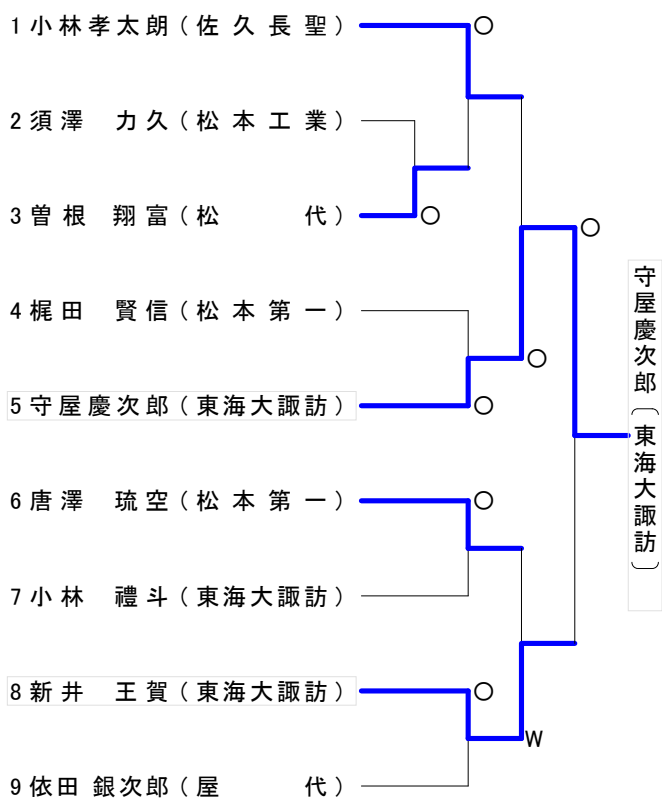 1 小林孝太朗 (佐久長聖) ○
2 須澤 力久 (松本工業)
3 曽根 翔富 (松 代) ○
○
4 梶田 賢信 (松本第一)
○
5 守屋慶次郎 (東海大諏訪) ○
守屋慶次郎 (東海大諏訪)
6 唐澤 琉空 (松本第一) ○
7 小林 禮斗 (東海大諏訪)
8 新井 王賀 (東海大諏訪) ○
W
9 依田 銀次郎 (屋 代)